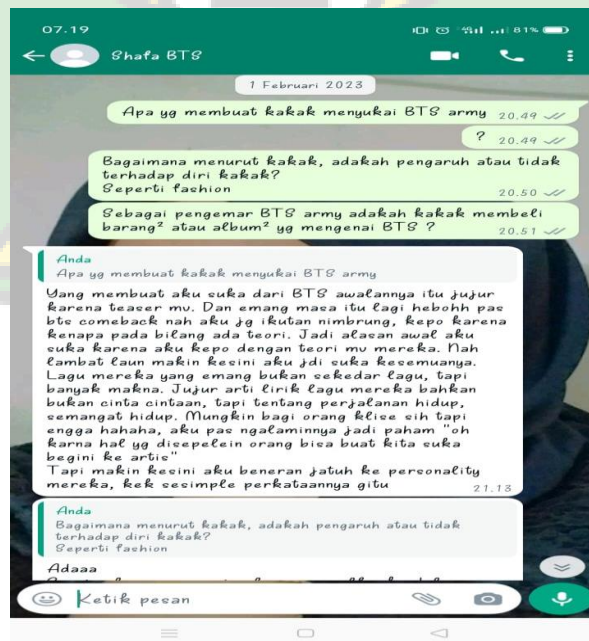 07.19
81%
Shafa BTS
1 Februari 2023
Apa yg membuat kakak menyukai BTS army 20.49
? 20.49
Bagaimana menurut kakak, adakah pengaruh atau tidak
terhadap diri kakak?
Seperti fashion
20.50
Sebagai pengemar BTS army adakah kakak membeli
barang² atau album² yg mengenai BTS ?
20.51
Anda
Apa yg membuat kakak menyukai BTS army
Yang membuat aku suka dari BTS awalannya itu jujur
karena teaser mv. Dan emang masa itu lagi hebohh pas
bts comeback nah aku jg ikutan nimbrung, kepo karena
kenapa pada bilang ada teori. Jadi alasan awal aku
suka karena aku kepo dengan teori mv mereka. Nah
lambat laun makin kesini aku jdi suka kesemuanya.
Lagu mereka yang emang bukan sekedar lagu, tapi
banyak makna. Jujur arti lirik lagu mereka bahkan
bukan cinta cintaan, tapi tentang perjalanan hidup,
semangat hidup. Mungkin bagi orang klise sih tapi
engga hahaha, aku pas ngalaminnya jadi paham "oh
karna hal yg disepelein orang bisa buat kita suka
begini ke artis"
Tapi makin kesini aku beneran jatuh ke personality
mereka, kek sesimple perkataannya gitu
21.13
Anda
Bagaimana menurut kakak, adakah pengaruh atau tidak
terhadap diri kakak?
Seperti fashion
Adaaa
Ketik pesan